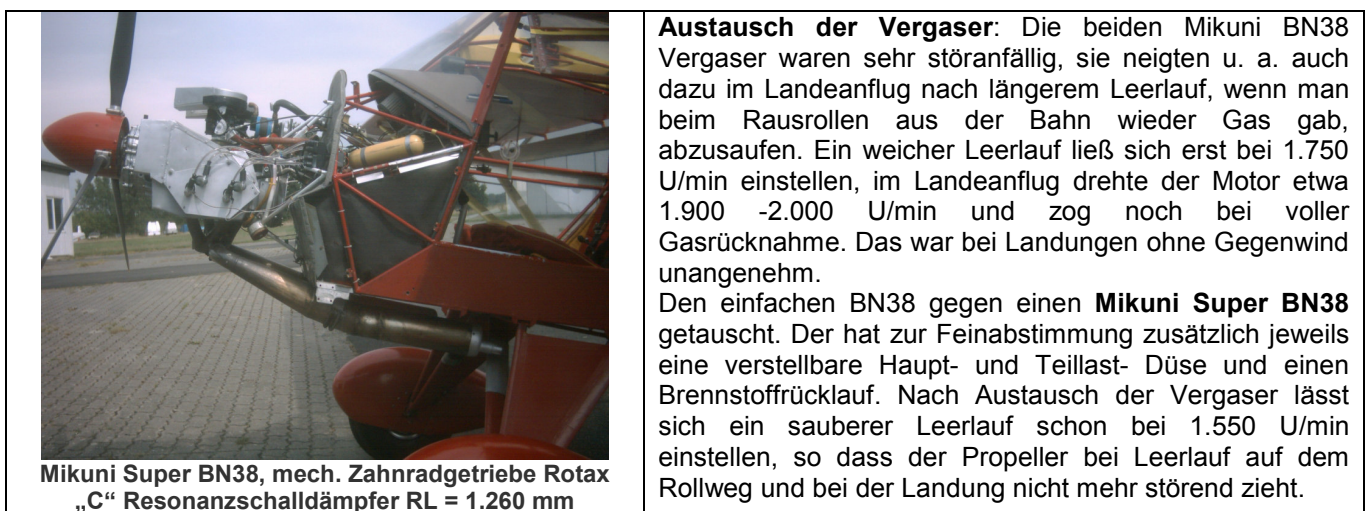 Mikuni Super BN38, mech. Zahnradgetriebe Rotax
„C“ Resonanzschalldämpfer RL = 1.260 mm
Austausch der Vergaser: Die beiden Mikuni BN38
Vergaser waren sehr störanfällig, sie neigten u. a. auch
dazu im Landeanflug nach längerem Leerlauf, wenn man
beim Rausrollen aus der Bahn wieder Gas gab,
abzusaufen. Ein weicher Leerlauf ließ sich erst bei 1.750
U/min einstellen, im Landeanflug drehte der Motor etwa
1.900 -2.000 U/min und zog noch bei voller
Gasrücknahme. Das war bei Landungen ohne Gegenwind
unangenehm.
Den einfachen BN38 gegen einen Mikuni Super BN38
getauscht. Der hat zur Feinabstimmung zusätzlich jeweils
eine verstellbare Haupt- und Teillast- Düse und einen
Brennstoffrücklauf. Nach Austausch der Vergaser lässt
sich ein sauberer Leerlauf schon bei 1.550 U/min
einstellen, so dass der Propeller bei Leerlauf auf dem
Rollweg und bei der Landung nicht mehr störend zieht.